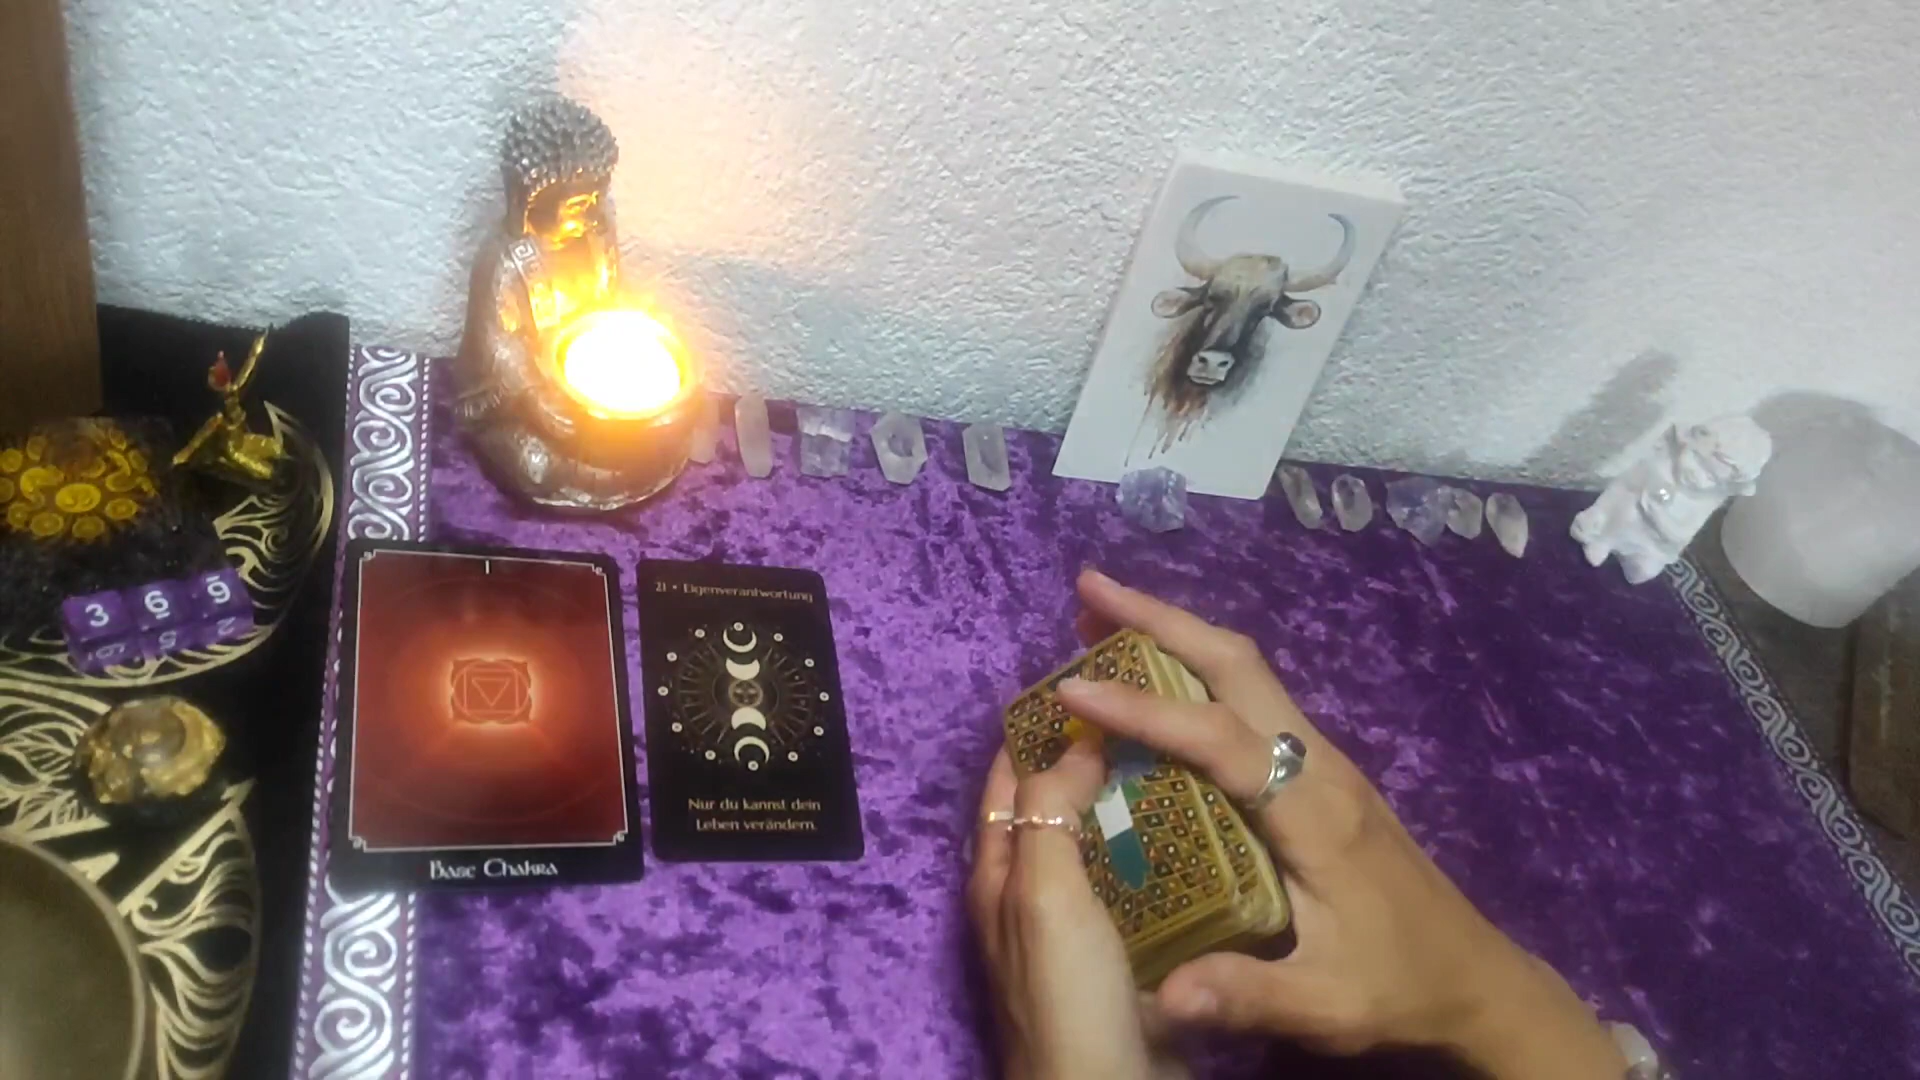 I
Base Chakra
21 • Eigenverantwortung
Nur du kannst dein
Leben verändern.
3 6 9